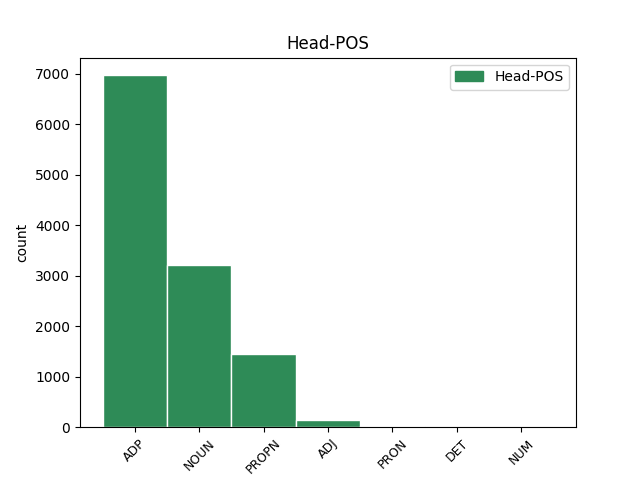 Head-POS
Head-POS
7000
6000
5000
4000
3000
2000
1000
0
count
ADP
NOUN
PROPN
ADJ
PRON
DET
NUM